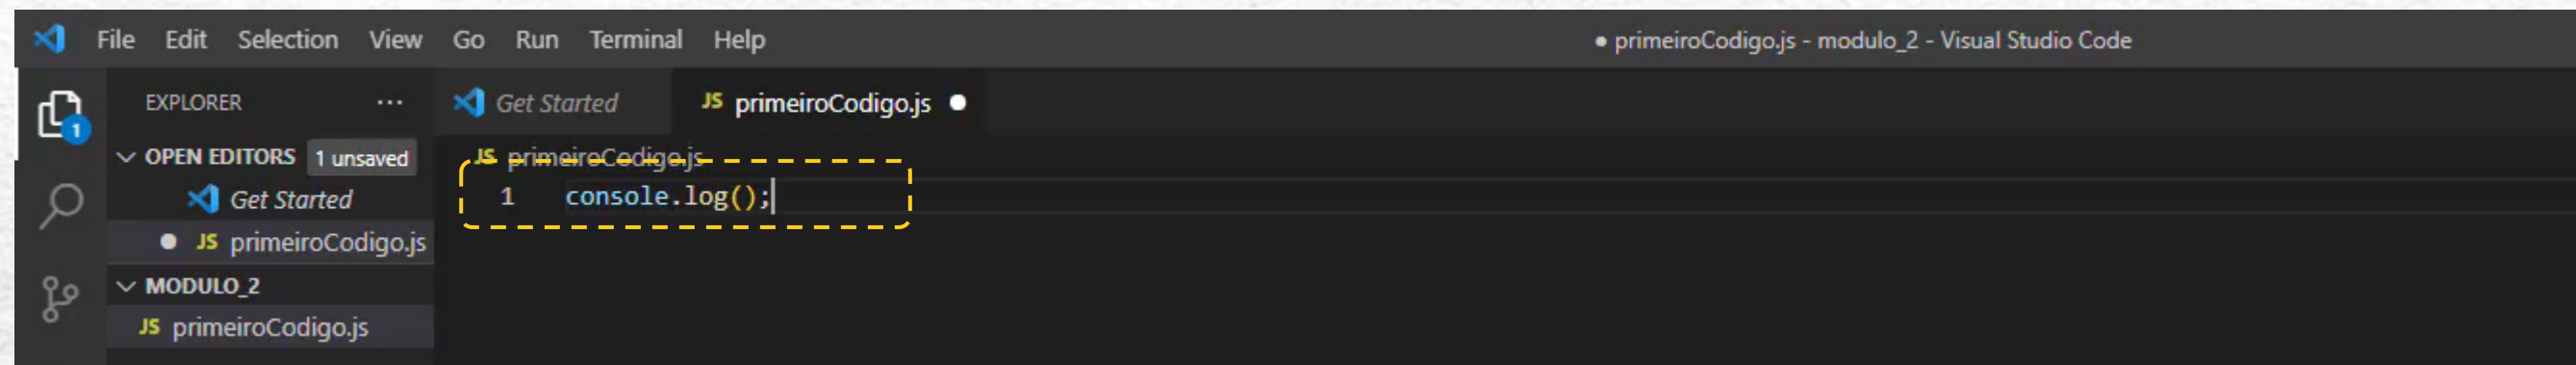 File Edit Selection View Go Run Terminal Help
● primeiroCodigo.js - modulo_2 - Visual Studio Code
EXPLORER ...
Get Started
JS primeiroCodigo.js ●
1
OPEN EDITORS 1 unsaved
JS primeiroCodigo.js
Get Started
1 console.log();
● JS primeiroCodigo.js
MODULO_2
JS primeiroCodigo.js